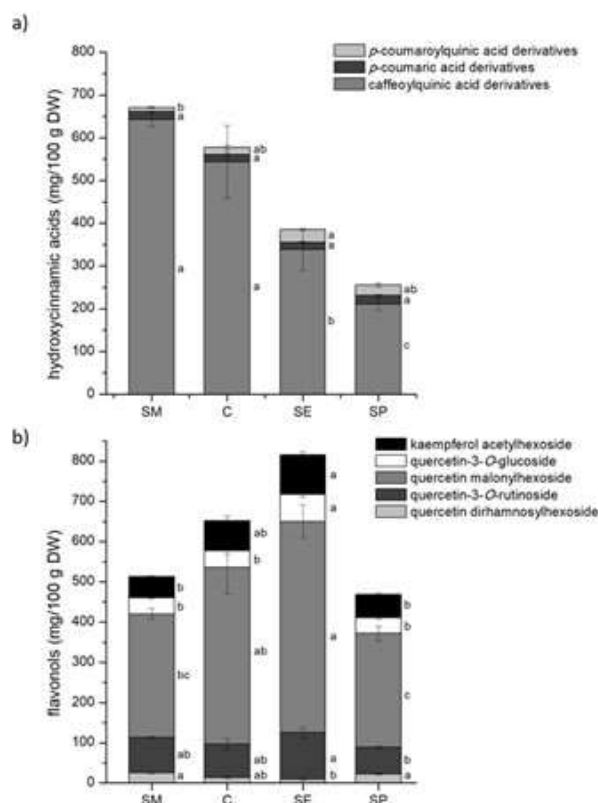 a)
800
700
600
500
400
300
200
100
0
hydroxycinnamic acids (mg/100 g DW)
p-coumaroylquinic acid derivatives
p-coumaric acid derivatives
caffeoylquinic acid derivatives
b
a
a
ab
a
a
a
a
b
ab
a
c
SM C SE SP
b)
800
700
600
500
400
300
200
100
0
flavonols (mg/100 g DW)
kaempferol acetylhexoside
quercetin-3-O-glucoside
quercetin malonylhexoside
quercetin-3-O-rutinoside
quercetin dirhamnosylhexoside
b
b
bc
ab
a
ab
b
ab
ab
ab
a
a
a
a
b
b
b
c
b
a
SM C SE SP